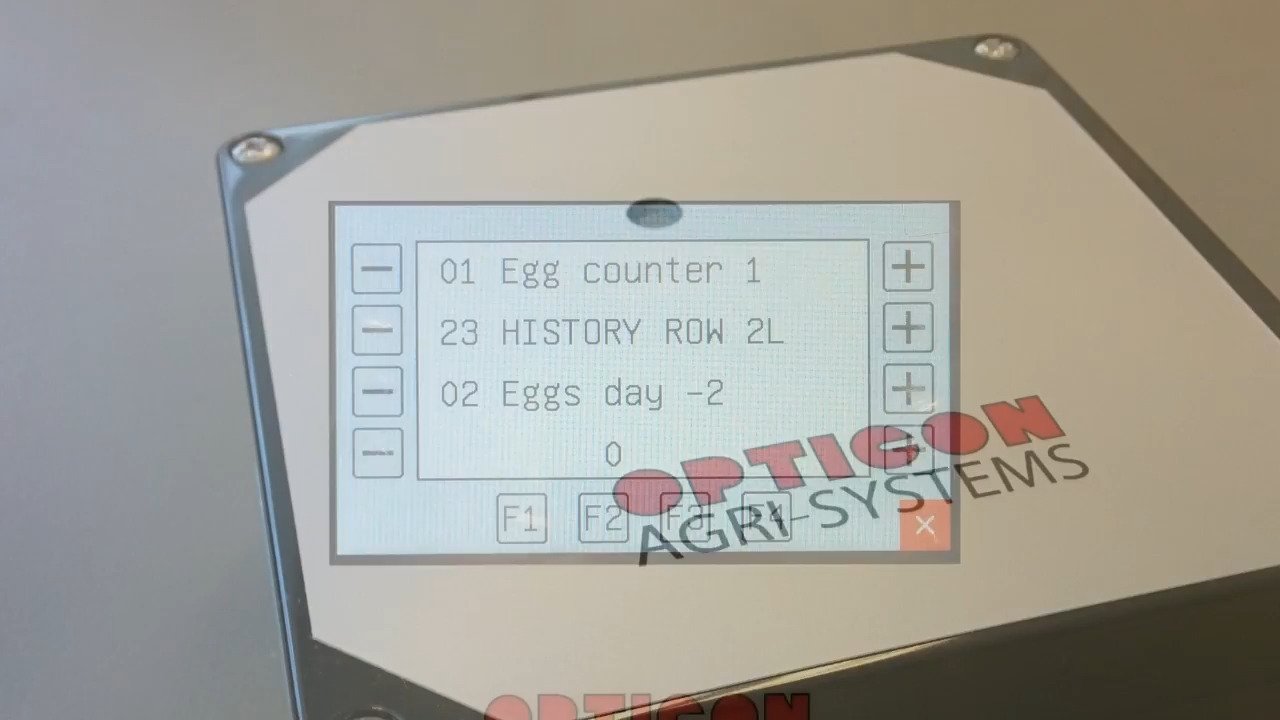 01 Egg counter 1
23 HISTORY ROW 2L
02 Eggs day -2
0
F1 F2 F3 F4
OPTICON
AGRI-SYSTEMS
OPTICON